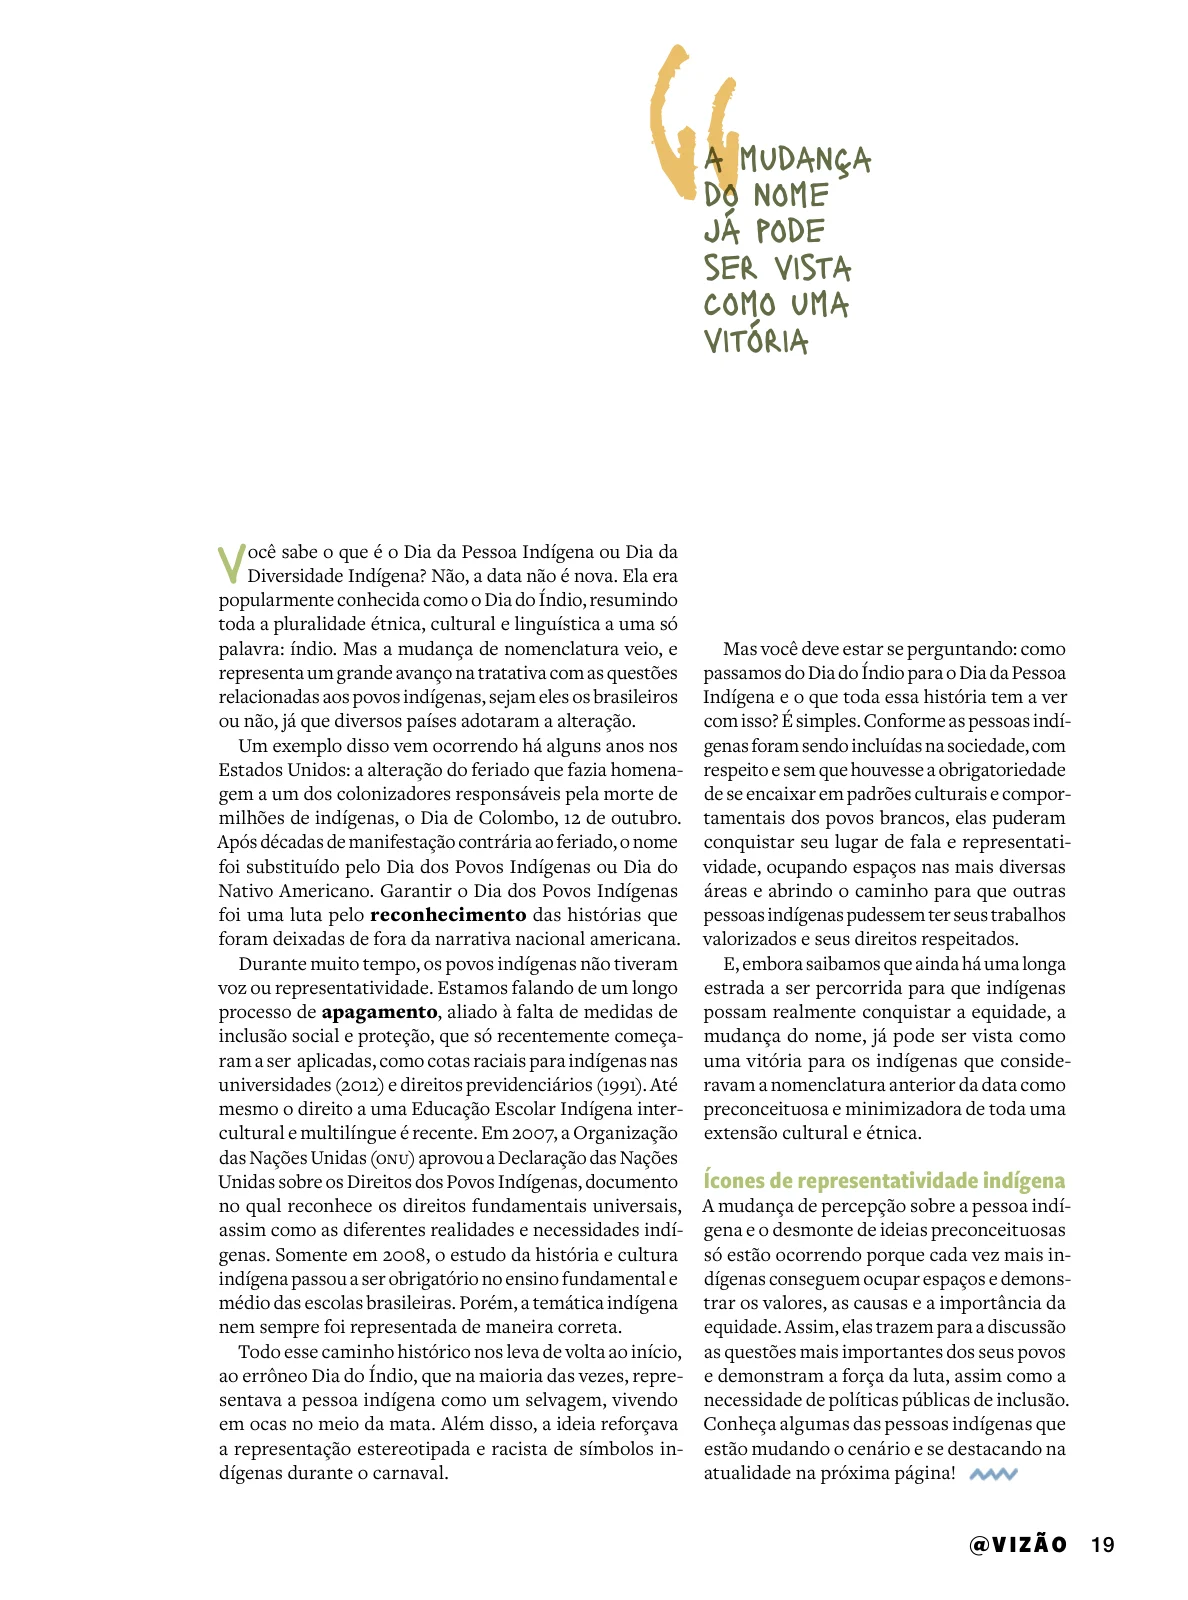 A MUDANÇA
DO NOME
JÁ PODE
SER VISTA
COMO UMA
VITÓRIA
Você sabe o que é o Dia da Pessoa Indígena ou Dia da
Diversidade Indígena? Não, a data não é nova. Ela era
popularmente conhecida como o Dia do Índio, resumindo
toda a pluralidade étnica, cultural e linguística a uma só
palavra: índio. Mas a mudança de nomenclatura veio, e
representa um grande avanço na tratativa com as questões
relacionadas aos povos indígenas, sejam eles os brasileiros
ou não, já que diversos países adotaram a alteração.
Um exemplo disso vem ocorrendo há alguns anos nos
Estados Unidos: a alteração do feriado que fazia homena-
gem a um dos colonizadores responsáveis pela morte de
milhões de indígenas, o Dia de Colombo, 12 de outubro.
Após décadas de manifestação contrária ao feriado, o nome
foi substituído pelo Dia dos Povos Indígenas ou Dia do
Nativo Americano. Garantir o Dia dos Povos Indígenas
foi uma luta pelo reconhecimento das histórias que
foram deixadas de fora da narrativa nacional americana.
Durante muito tempo, os povos indígenas não tiveram
voz ou representatividade. Estamos falando de um longo
processo de apagamento, aliado à falta de medidas de
inclusão social e proteção, que só recentemente começa-
ram a ser aplicadas, como cotas raciais para indígenas nas
universidades (2012) e direitos previdenciários (1991). Até
mesmo o direito a uma Educação Escolar Indígena inter-
cultural e multilíngue é recente. Em 2007, a Organização
das Nações Unidas (ONU) aprovou a Declaração das Nações
Unidas sobre os Direitos dos Povos Indígenas, documento
no qual reconhece os direitos fundamentais universais,
assim como as diferentes realidades e necessidades indí-
genas. Somente em 2008, o estudo da história e cultura
indígena passou a ser obrigatório no ensino fundamental e
médio das escolas brasileiras. Porém, a temática indígena
nem sempre foi representada de maneira correta.
Todo esse caminho histórico nos leva de volta ao início,
ao errôneo Dia do Índio, que na maioria das vezes, repre-
sentava a pessoa indígena como um selvagem, vivendo
em ocas no meio da mata. Além disso, a ideia reforçava
a representação estereotipada e racista de símbolos in-
dígenas durante o carnaval.
Mas você deve estar se perguntando: como
passamos do Dia do Índio para o Dia da Pessoa
Indígena e o que toda essa história tem a ver
com isso? É simples. Conforme as pessoas indí-
genas foram sendo incluídas na sociedade, com
respeito e sem que houvesse a obrigatoriedade
de se encaixar em padrões culturais e compor-
tamentais dos povos brancos, elas puderam
conquistar seu lugar de fala e representati-
vidade, ocupando espaços nas mais diversas
áreas e abrindo o caminho para que outras
pessoas indígenas pudessem ter seus trabalhos
valorizados e seus direitos respeitados.
E, embora saibamos que ainda há uma longa
estrada a ser percorrida para que indígenas
possam realmente conquistar a equidade, a
mudança do nome, já pode ser vista como
uma vitória para os indígenas que conside-
ravam a nomenclatura anterior da data como
preconceituosa e minimizadora de toda uma
extensão cultural e étnica.
Ícones de representatividade indígena
A mudança de percepção sobre a pessoa indí-
gena e o desmonte de ideias preconceituosas
só estão ocorrendo porque cada vez mais in-
dígenas conseguem ocupar espaços e demons-
trar os valores, as causas e a importância da
equidade. Assim, elas trazem para a discussão
as questões mais importantes dos seus povos
e demonstram a força da luta, assim como a
necessidade de políticas públicas de inclusão.
Conheça algumas das pessoas indígenas que
estão mudando o cenário e se destacando na
atualidade na próxima página!
@VIZÃO 19